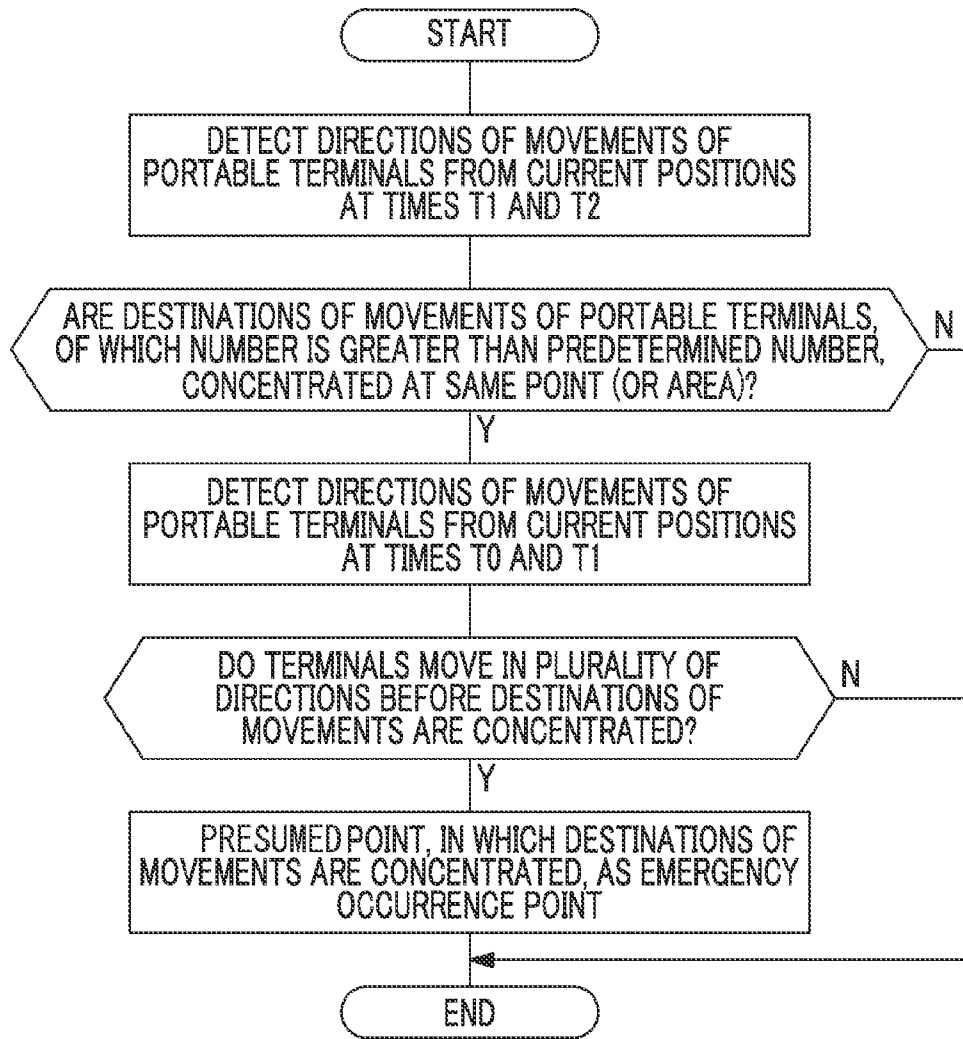 START
DETECT DIRECTIONS OF MOVEMENTS OF
PORTABLE TERMINALS FROM CURRENT POSITIONS
AT TIMES T1 AND T2
ARE DESTINATIONS OF MOVEMENTS OF PORTABLE TERMINALS,
OF WHICH NUMBER IS GREATER THAN PREDETERMINED NUMBER,
CONCENTRATED AT SAME POINT (OR AREA)?
N
Y
DETECT DIRECTIONS OF MOVEMENTS OF
PORTABLE TERMINALS FROM CURRENT POSITIONS
AT TIMES T0 AND T1
DO TERMINALS MOVE IN PLURALITY OF
DIRECTIONS BEFORE DESTINATIONS OF
MOVEMENTS ARE CONCENTRATED?
N
Y
PRESUMED POINT, IN WHICH DESTINATIONS OF
MOVEMENTS ARE CONCENTRATED, AS EMERGENCY
OCCURRENCE POINT
END